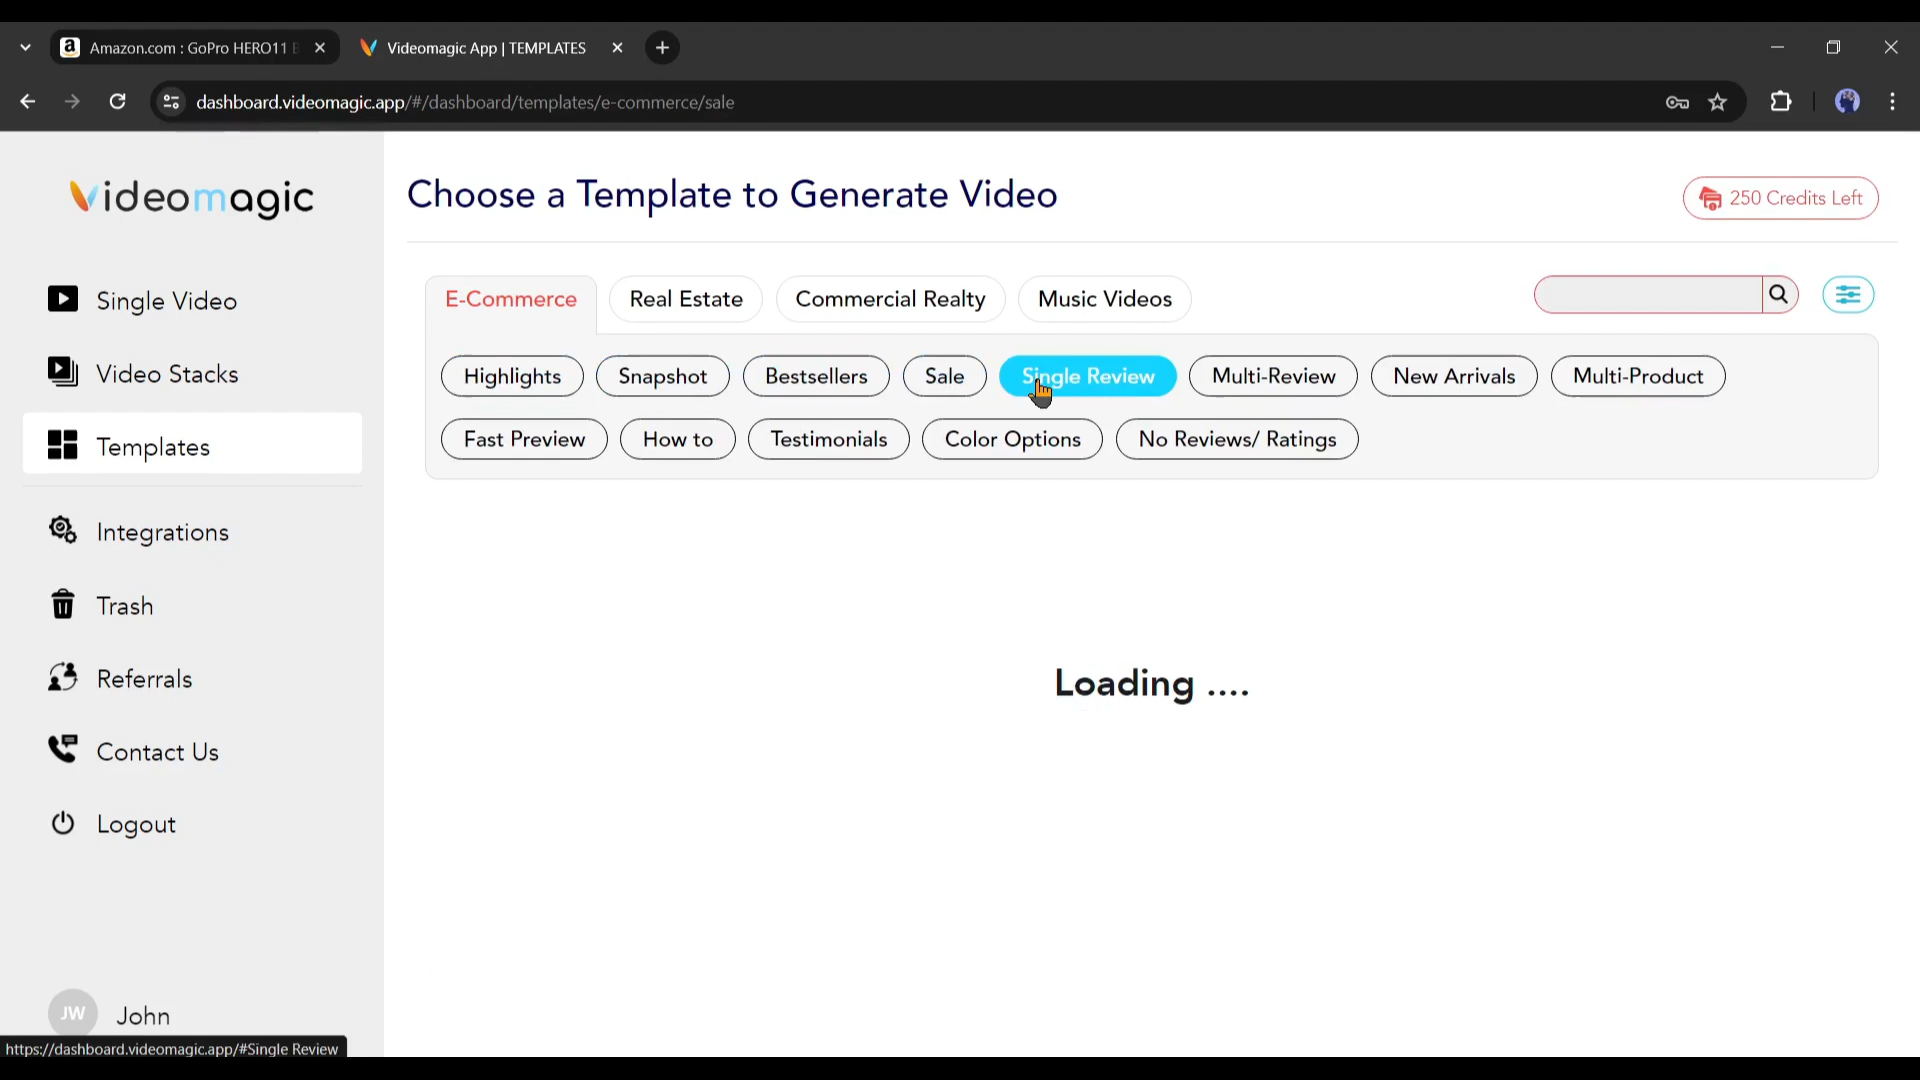 Amazon.com : GoPro HERO11 B
Videomagic App | TEMPLATES
dashboard.videomagic.app/#/dashboard/templates/e-commerce/sale
videomagic
Choose a Template to Generate Video
250 Credits Left
Single Video
Video Stacks
Templates
Integrations
Trash
Referrals
Contact Us
Logout
JW John
E-Commerce Real Estate Commercial Realty Music Videos
Highlights Snapshot Bestsellers Sale Single Review Multi-Review New Arrivals Multi-Product
Fast Preview How to Testimonials Color Options No Reviews/ Ratings
Loading ....
https://dashboard.videomagic.app/#Single Review